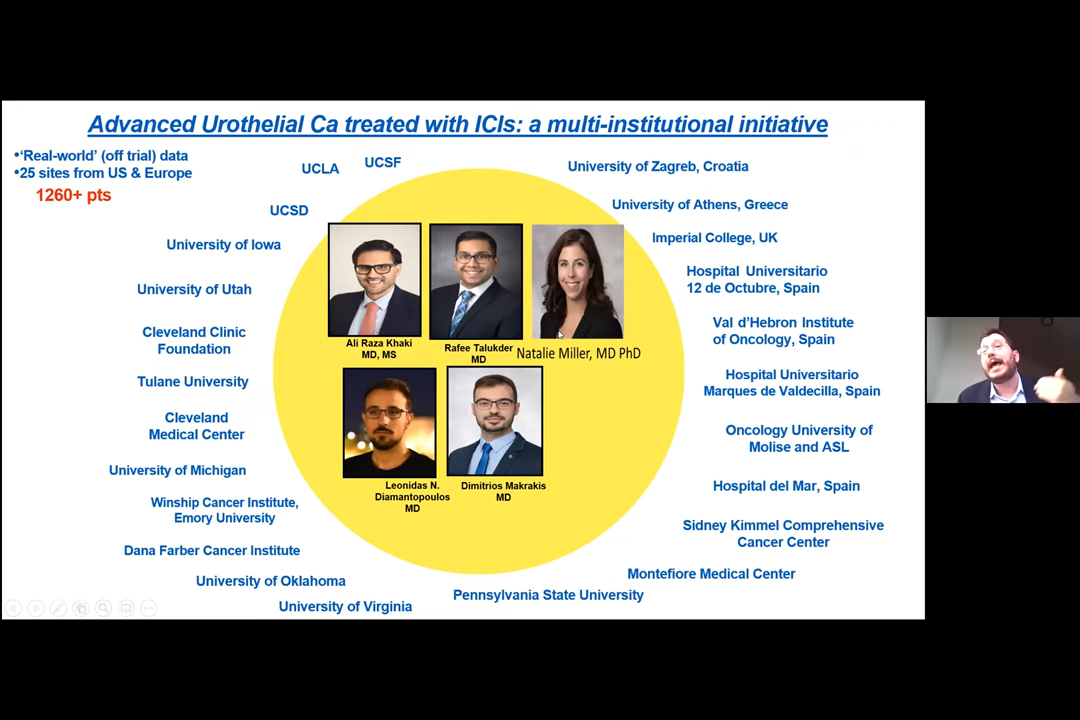 Advanced Urothelial Ca treated with ICIs: a multi-institutional initiative
•‘Real-world’ (off trial) data
•25 sites from US & Europe
1260+ pts
UCLA
UCSF
UCSD
University of Iowa
University of Utah
Cleveland Clinic
Foundation
Tulane University
Cleveland
Medical Center
University of Michigan
Winship Cancer Institute,
Emory University
Dana Farber Cancer Institute
University of Oklahoma
University of Virginia
Ali Raza Khaki
MD, MS
Rafee Talukder
MD
Natalie Miller, MD PhD
Leonidas N.
Diamantopoulos
MD
Dimitrios Makrakis
MD
University of Zagreb, Croatia
University of Athens, Greece
Imperial College, UK
Hospital Universitario
12 de Octubre, Spain
Val d’Hebron Institute
of Oncology, Spain
Hospital Universitario
Marques de Valdecilla, Spain
Oncology University of
Molise and ASL
Hospital del Mar, Spain
Sidney Kimmel Comprehensive
Cancer Center
Montefiore Medical Center
Pennsylvania State University